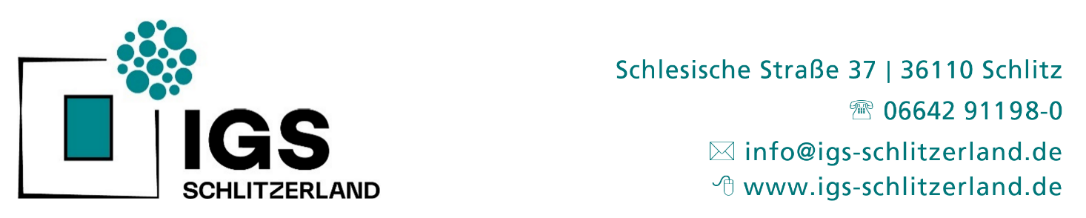 IGS
SCHLITZERLAND
Schlesische Straße 37 | 36110 Schlitz
☏ 06642 91198-0
✉ info@igs-schlitzerland.de
www.igs-schlitzerland.de